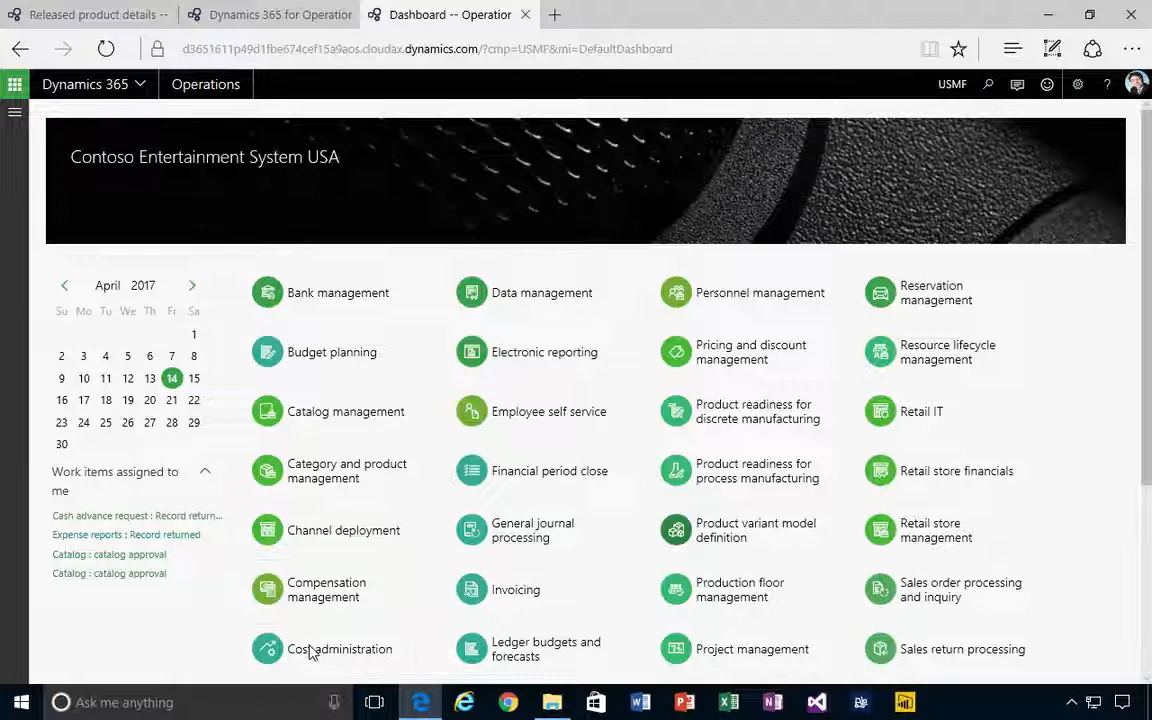 Released product details --
Dynamics 365 for Operation
Dashboard -- Operation
d3651611p49d1fbe674cef15a9aos.cloudax.dynamics.com/?cmp=USMF&mi=DefaultDashboard
Dynamics 365
Operations
USMF
?
Contoso Entertainment System USA
April 2017
Su Mo Tu We Th Fr Sa
1
2 3 4 5 6 7 8
9 10 11 12 13 14 15
16 17 18 19 20 21 22
23 24 25 26 27 28 29
30
Work items assigned to
me
Cash advance request : Record return...
Expense reports : Record returned
Catalog : catalog approval
Catalog : catalog approval
Bank management
Budget planning
Catalog management
Category and product
management
Channel deployment
Compensation
management
Cost administration
Data management
Electronic reporting
Employee self service
Financial period close
General journal
processing
Invoicing
Ledger budgets and
forecasts
Personnel management
Pricing and discount
management
Product readiness for
discrete manufacturing
Product readiness for
process manufacturing
Product variant model
definition
Production floor
management
Project management
Reservation
management
Resource lifecycle
management
Retail IT
Retail store financials
Retail store
management
Sales order processing
and inquiry
Sales return processing
Ask me anything